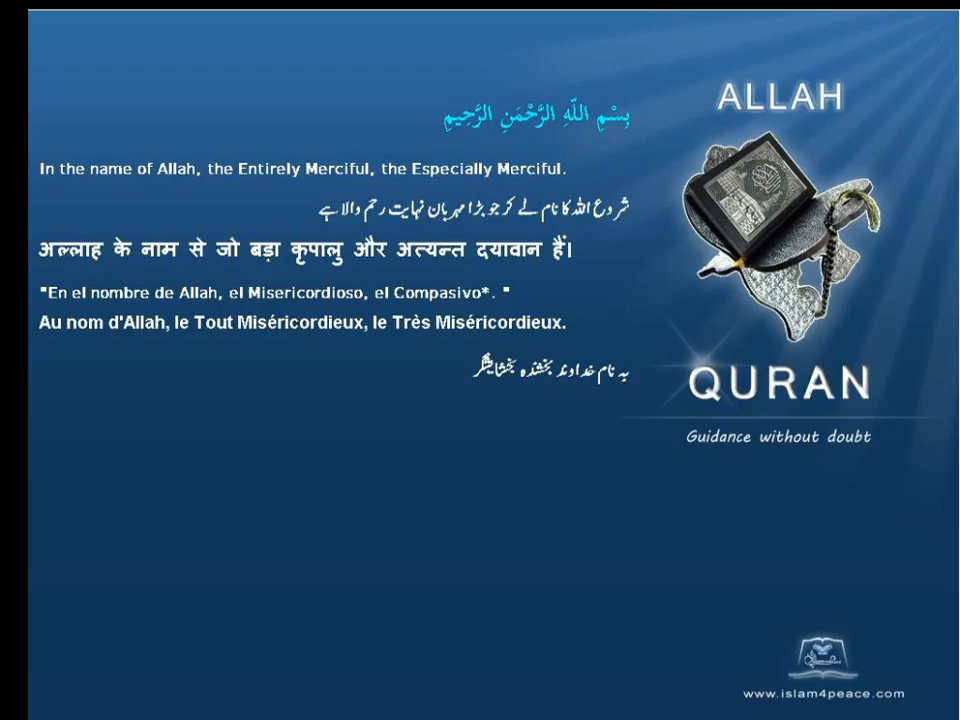 بِسْمِ اللَّهِ الرَّحْمَنِ الرَّحِيمِ
In the name of Allah, the Entirely Merciful, the Especially Merciful.
شروع الله کا نام لے کر جو بڑا مہربان نہایت رحم والا ہے
अल्लाह के नाम से जो बड़ा कृपालु और अत्यन्त दयावान हैं।
"En el nombre de Allah, el Misericordioso, el Compasivo*. "
Au nom d'Allah, le Tout Miséricordieux, le Très Miséricordieux.
به نام خداوند بخشنده بخشایشگر
ALLAH
QURAN
Guidance without doubt
www.islam4peace.com